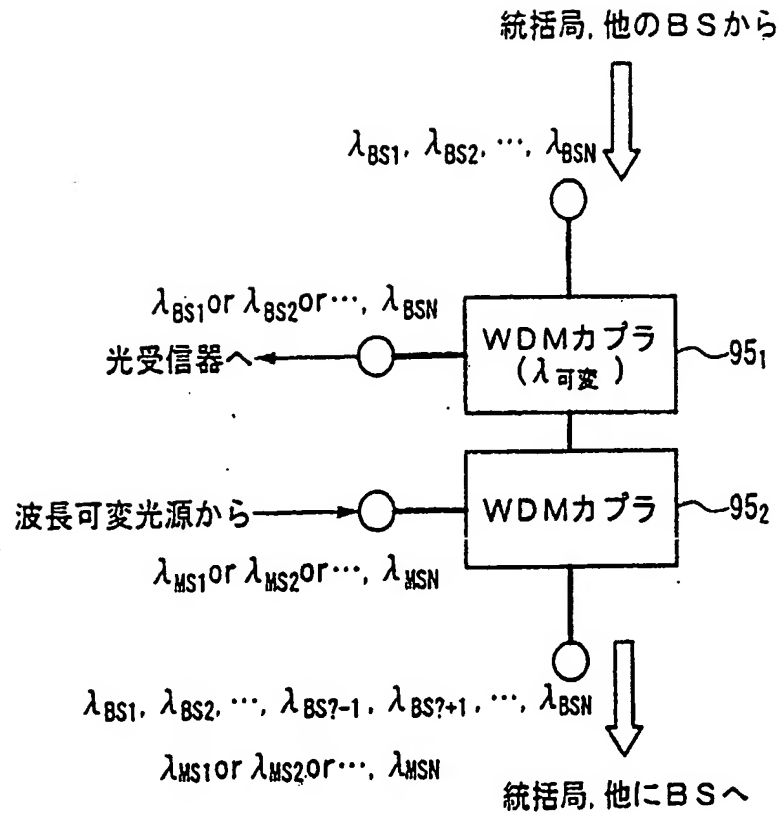 統括局, 他のBSから
λBS1, λBS2, …, λBSN
λBS1 or λBS2 or …, λBSN
光受信器へ
WDMカプラ
(λ可変)
95₁
波長可変光源から
WDMカプラ
95₂
λMS1 or λMS2 or …, λMSN
λBS1, λBS2, …, λBS?-1, λBS?+1, …, λBSN
λMS1 or λMS2 or …, λMSN
統括局, 他にBSへ